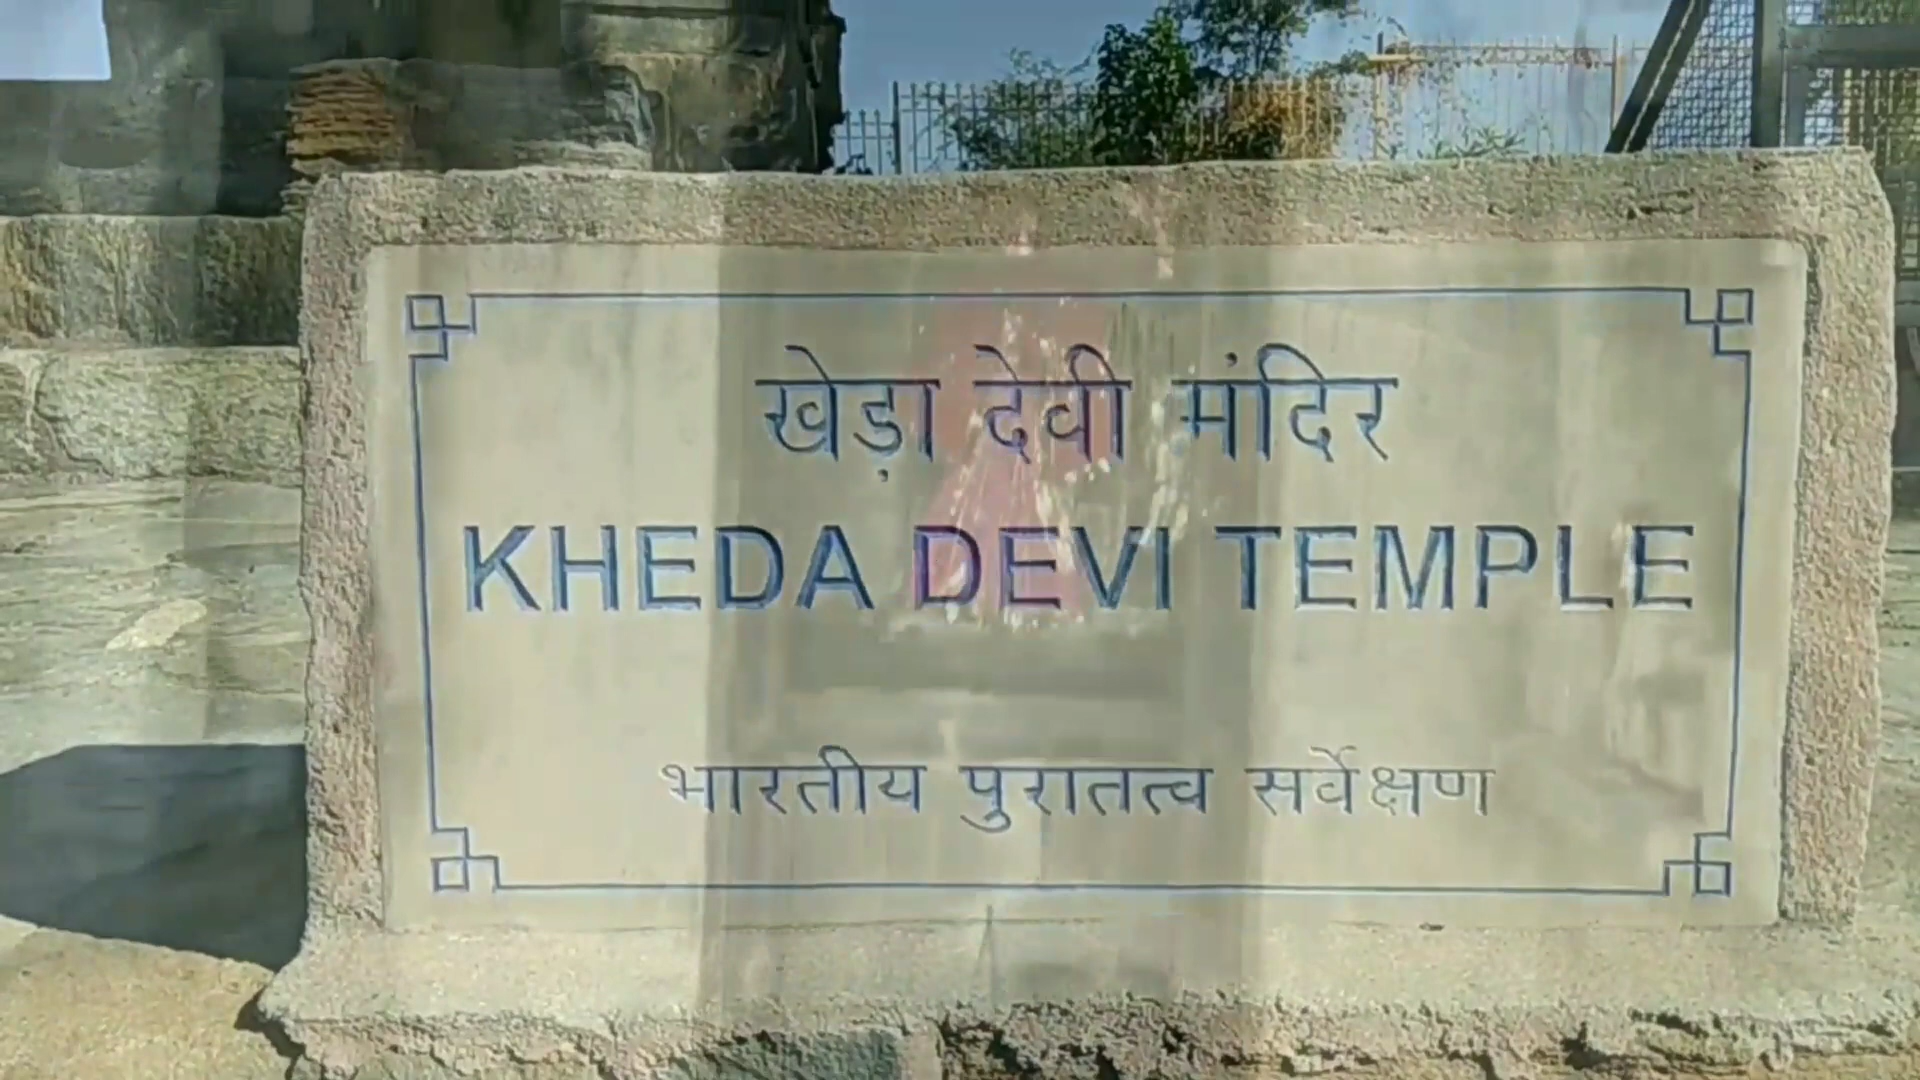 खेड़ा देवी मंदिर
KHEDA DEVI TEMPLE
भारतीय पुरातत्व सर्वेक्षण